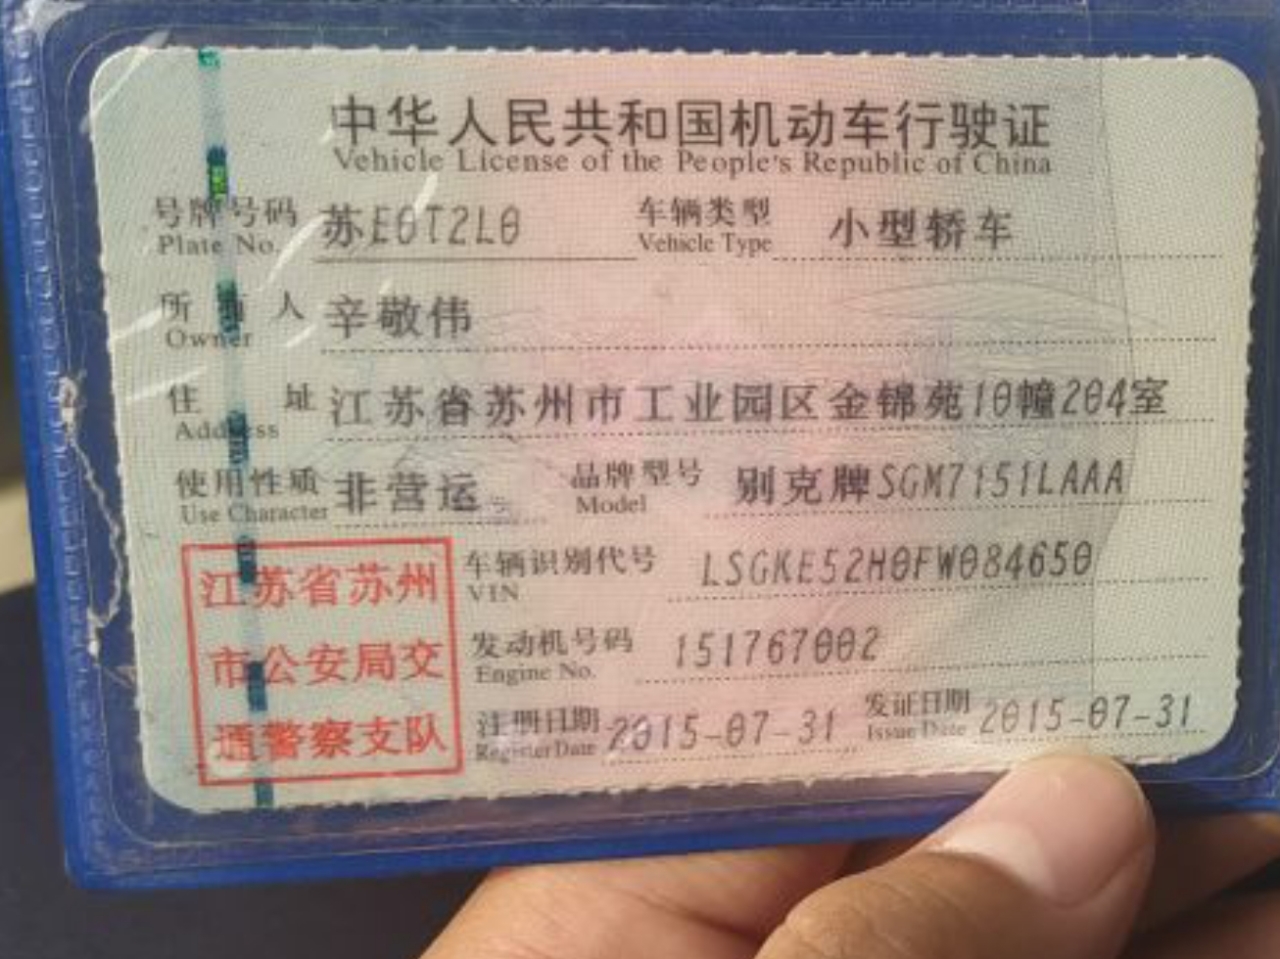 中华人民共和国机动车行驶证
Vehicle License of the People's Republic of China
号牌号码 苏E0T2L0 车辆类型 小型轿车
Plate No. Vehicle Type
所有人 辛敬伟
Owner
住址 江苏省苏州市工业园区金锦苑10幢204室
Address
使用性质 非营运 品牌型号 别克牌SGM7151LAAA
Use Character Model
江苏省苏州
市公安局交
通警察支队
车辆识别代号 LSGKE52H0FW084650
VIN
发动机号码 151767002
Engine No.
注册日期 2015-07-31 发证日期 2015-07-31
Register Date Issue Date